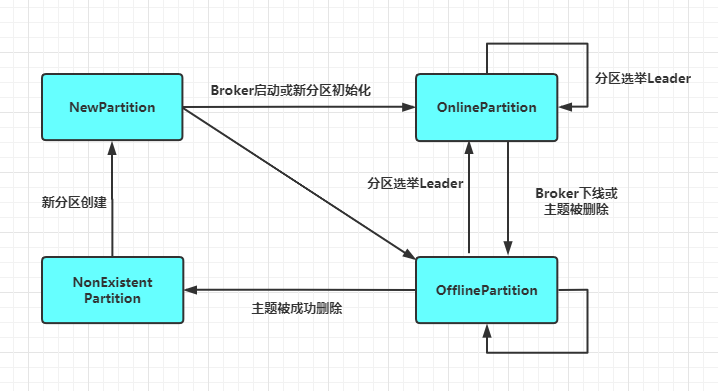 分区选举Leader
Broker启动或新分区初始化
NewPartition
OnlinePartition
分区选举Leader
Broker下线或
主题被删除
新分区创建
NonExistent
Partition
OfflinePartition
主题被成功删除